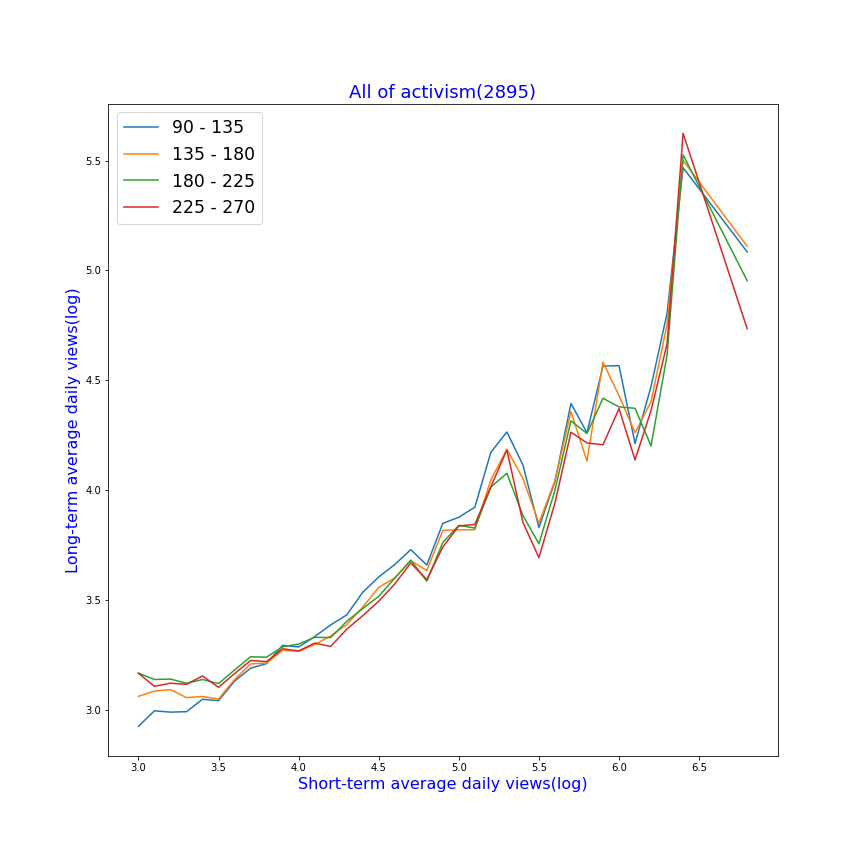 All of activism(2895)
90 - 135
135 - 180
180 - 225
225 - 270
5.5
5.0
4.5
4.0
3.5
3.0
Long-term average daily views(log)
3.0 3.5 4.0 4.5 5.0 5.5 6.0 6.5
Short-term average daily views(log)